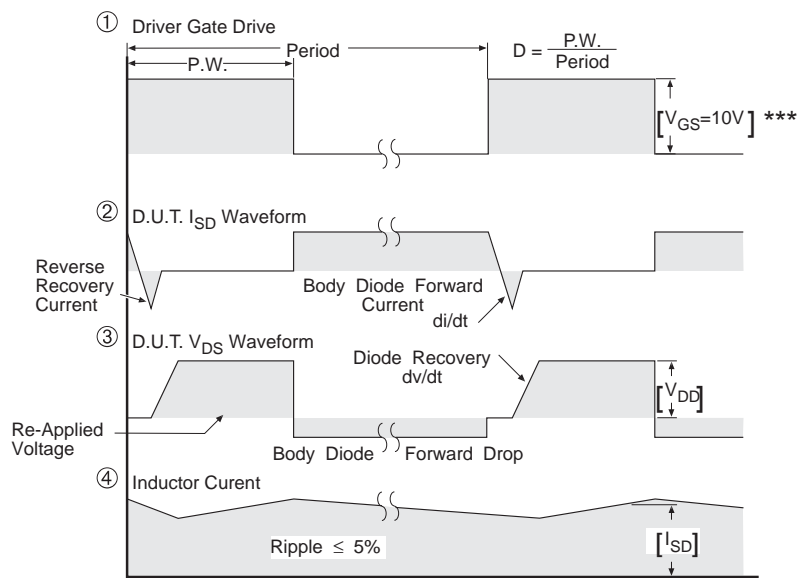 ① Driver Gate Drive
Period
P.W.
D = P.W. / Period
[VGS=10V] ***
② D.U.T. ISD Waveform
Reverse
Recovery
Current
Body Diode Forward
Current
di/dt
③ D.U.T. VDS Waveform
Diode Recovery
dv/dt
[VDD]
Re-Applied
Voltage
Body Diode Forward Drop
④ Inductor Curent
Ripple ≤ 5%
[ISD]